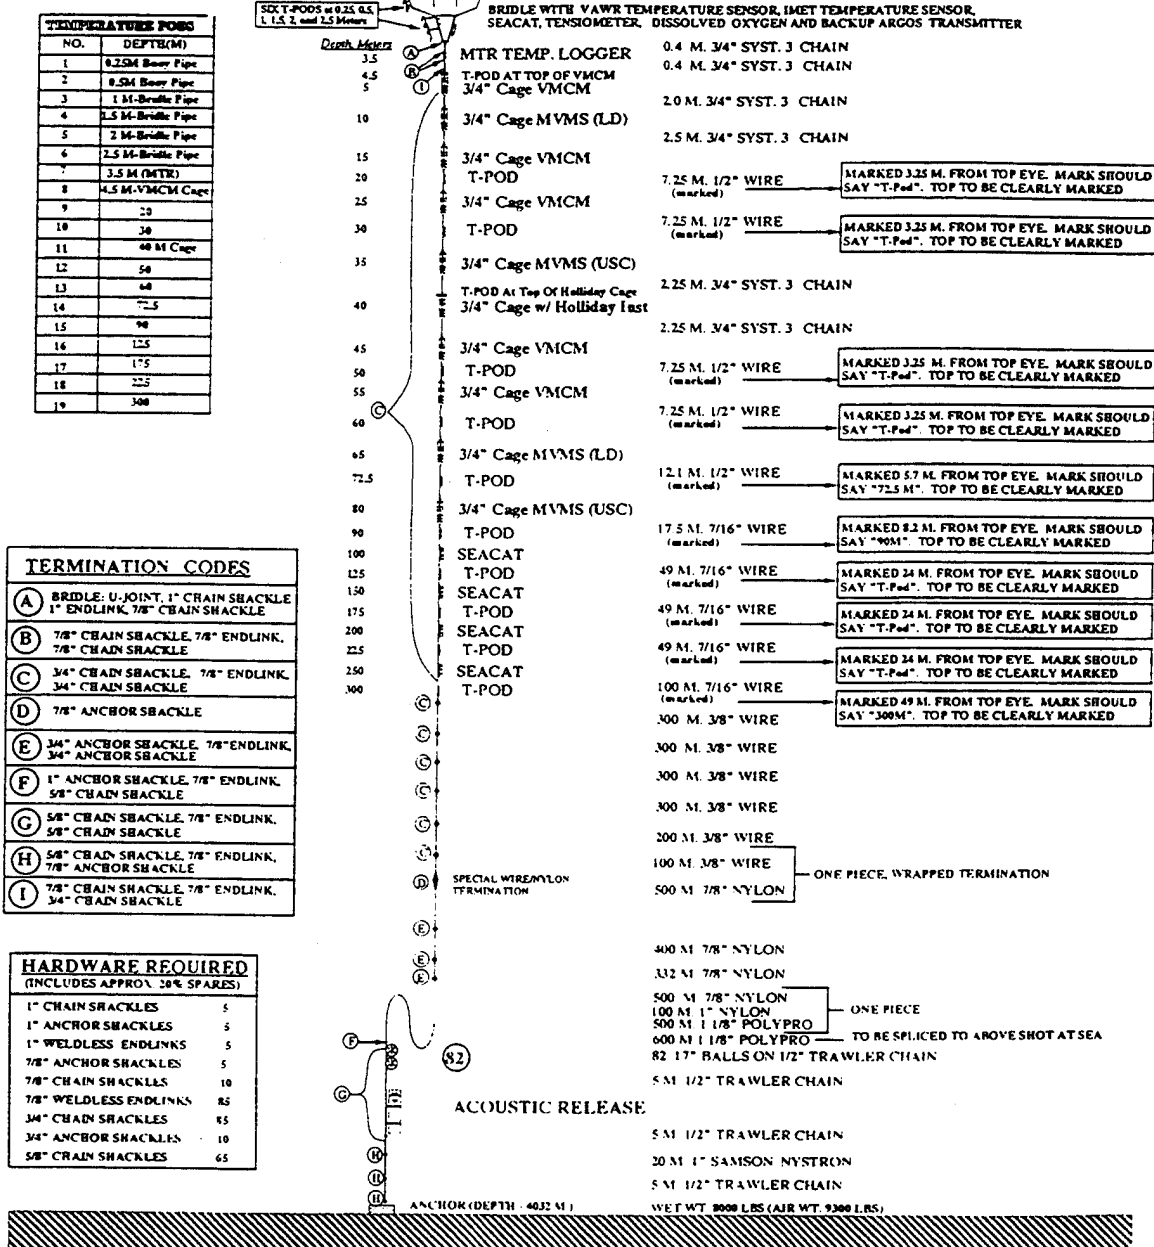 SIX T-PODS at 0.25, 0.5,
1, 1.5, 2, and 2.5 Meters
BRIDLE WITH VAWR TEMPERATURE SENSOR, IMET TEMPERATURE SENSOR,
SEACAT, TENSIOMETER, DISSOLVED OXYGEN AND BACKUP ARGOS TRANSMITTER
TEMPERATURE PODS
NO. DEPTH(M)
1 0.25M Buoy Pipe
2 0.5M Buoy Pipe
3 1 M-Bridle Pipe
4 1.5 M-Bridle Pipe
5 2 M-Bridle Pipe
6 2.5 M-Bridle Pipe
7 3.5 M (MTR)
8 4.5 M-VMCM Cage
9 20
10 30
11 40 M Cage
12 50
13 60
14 72.5
15 90
16 125
17 175
18 225
19 300
Depth Meters
A
3.5 B MTR TEMP. LOGGER
0.4 M. 3/4" SYST. 3 CHAIN
0.4 M. 3/4" SYST. 3 CHAIN
4.5 T-POD AT TOP OF VMCM
5 I 3/4" Cage VMCM
2.0 M. 3/4" SYST. 3 CHAIN
10 3/4" Cage MVMS (LD)
2.5 M. 3/4" SYST. 3 CHAIN
15 3/4" Cage VMCM
20 T-POD
7.25 M. 1/2" WIRE
(marked)
MARKED 3.25 M. FROM TOP EYE. MARK SHOULD
SAY "T-Pod". TOP TO BE CLEARLY MARKED
25 3/4" Cage VMCM
30 T-POD
7.25 M. 1/2" WIRE
(marked)
MARKED 3.25 M. FROM TOP EYE. MARK SHOULD
SAY "T-Pod". TOP TO BE CLEARLY MARKED
35 3/4" Cage MVMS (USC)
2.25 M. 3/4" SYST. 3 CHAIN
T-POD At Top Of Holliday Cage
40 3/4" Cage w/ Holliday Inst
2.25 M. 3/4" SYST. 3 CHAIN
45 3/4" Cage VMCM
50 T-POD
7.25 M. 1/2" WIRE
(marked)
MARKED 3.25 M. FROM TOP EYE. MARK SHOULD
SAY "T-Pod". TOP TO BE CLEARLY MARKED
55 3/4" Cage VMCM
C
60 T-POD
7.25 M. 1/2" WIRE
(marked)
MARKED 3.25 M. FROM TOP EYE. MARK SHOULD
SAY "T-Pod". TOP TO BE CLEARLY MARKED
65 3/4" Cage MVMS (LD)
72.5 T-POD
12.1 M. 1/2" WIRE
(marked)
MARKED 5.7 M. FROM TOP EYE. MARK SHOULD
SAY "72.5 M". TOP TO BE CLEARLY MARKED
80 3/4" Cage MVMS (USC)
90 T-POD
17.5 M. 7/16" WIRE
(marked)
MARKED 8.2 M. FROM TOP EYE. MARK SHOULD
SAY "90M". TOP TO BE CLEARLY MARKED
100 SEACAT
125 T-POD
49 M. 7/16" WIRE
(marked)
MARKED 24 M. FROM TOP EYE. MARK SHOULD
SAY "T-Pod". TOP TO BE CLEARLY MARKED
150 SEACAT
175 T-POD
49 M. 7/16" WIRE
(marked)
MARKED 24 M. FROM TOP EYE. MARK SHOULD
SAY "T-Pod". TOP TO BE CLEARLY MARKED
200 SEACAT
225 T-POD
49 M. 7/16" WIRE
(marked)
MARKED 24 M. FROM TOP EYE. MARK SHOULD
SAY "T-Pod". TOP TO BE CLEARLY MARKED
250 SEACAT
300 T-POD
100 M. 7/16" WIRE
(marked)
MARKED 49 M. FROM TOP EYE. MARK SHOULD
SAY "300M". TOP TO BE CLEARLY MARKED
C
300 M. 3/8" WIRE
C
300 M. 3/8" WIRE
C
300 M. 3/8" WIRE
C
300 M. 3/8" WIRE
C
200 M. 3/8" WIRE
C
100 M. 3/8" WIRE
D SPECIAL WIRE/NYLON
TERMINATION
ONE PIECE, WRAPPED TERMINATION
500 M 7/8" NYLON
E
400 M 7/8" NYLON
E
332 M 7/8" NYLON
E
500 M 7/8" NYLON
100 M. 1" NYLON
500 M. 1 1/8" POLYPRO
ONE PIECE
600 M 1 1/8" POLYPRO TO BE SPLICED TO ABOVE SHOT AT SEA
F
82
82 17" BALLS ON 1/2" TRAWLER CHAIN
5 M 1/2" TRAWLER CHAIN
G
ACOUSTIC RELEASE
5 M 1/2" TRAWLER CHAIN
H
20 M 1" SAMSON NYSTRON
H
5 M 1/2" TRAWLER CHAIN
H
ANCHOR (DEPTH - 4032 M) WET WT. 8000 LBS (AIR WT. 9300 LBS)
TERMINATION CODES
A BRIDLE: U-JOINT, 1" CHAIN SHACKLE
1" ENDLINK, 7/8" CHAIN SHACKLE
B 7/8" CHAIN SHACKLE, 7/8" ENDLINK,
7/8" CHAIN SHACKLE
C 3/4" CHAIN SHACKLE, 7/8" ENDLINK,
3/4" CHAIN SHACKLE
D 7/8" ANCHOR SHACKLE
E 3/4" ANCHOR SHACKLE, 7/8" ENDLINK,
3/4" ANCHOR SHACKLE
F 1" ANCHOR SHACKLE, 7/8" ENDLINK,
5/8" CHAIN SHACKLE
G 5/8" CHAIN SHACKLE, 7/8" ENDLINK,
5/8" CHAIN SHACKLE
H 5/8" CHAIN SHACKLE, 7/8" ENDLINK,
7/8" ANCHOR SHACKLE
I 7/8" CHAIN SHACKLE, 7/8" ENDLINK,
3/4" CHAIN SHACKLE
HARDWARE REQUIRED
(INCLUDES APPROX. 20% SPARES)
1" CHAIN SHACKLES 5
1" ANCHOR SHACKLES 5
1" WELDLESS ENDLINKS 5
7/8" ANCHOR SHACKLES 5
7/8" CHAIN SHACKLES 10
7/8" WELDLESS ENDLINKS 85
3/4" CHAIN SHACKLES 85
3/4" ANCHOR SHACKLES 10
5/8" CHAIN SHACKLES 65